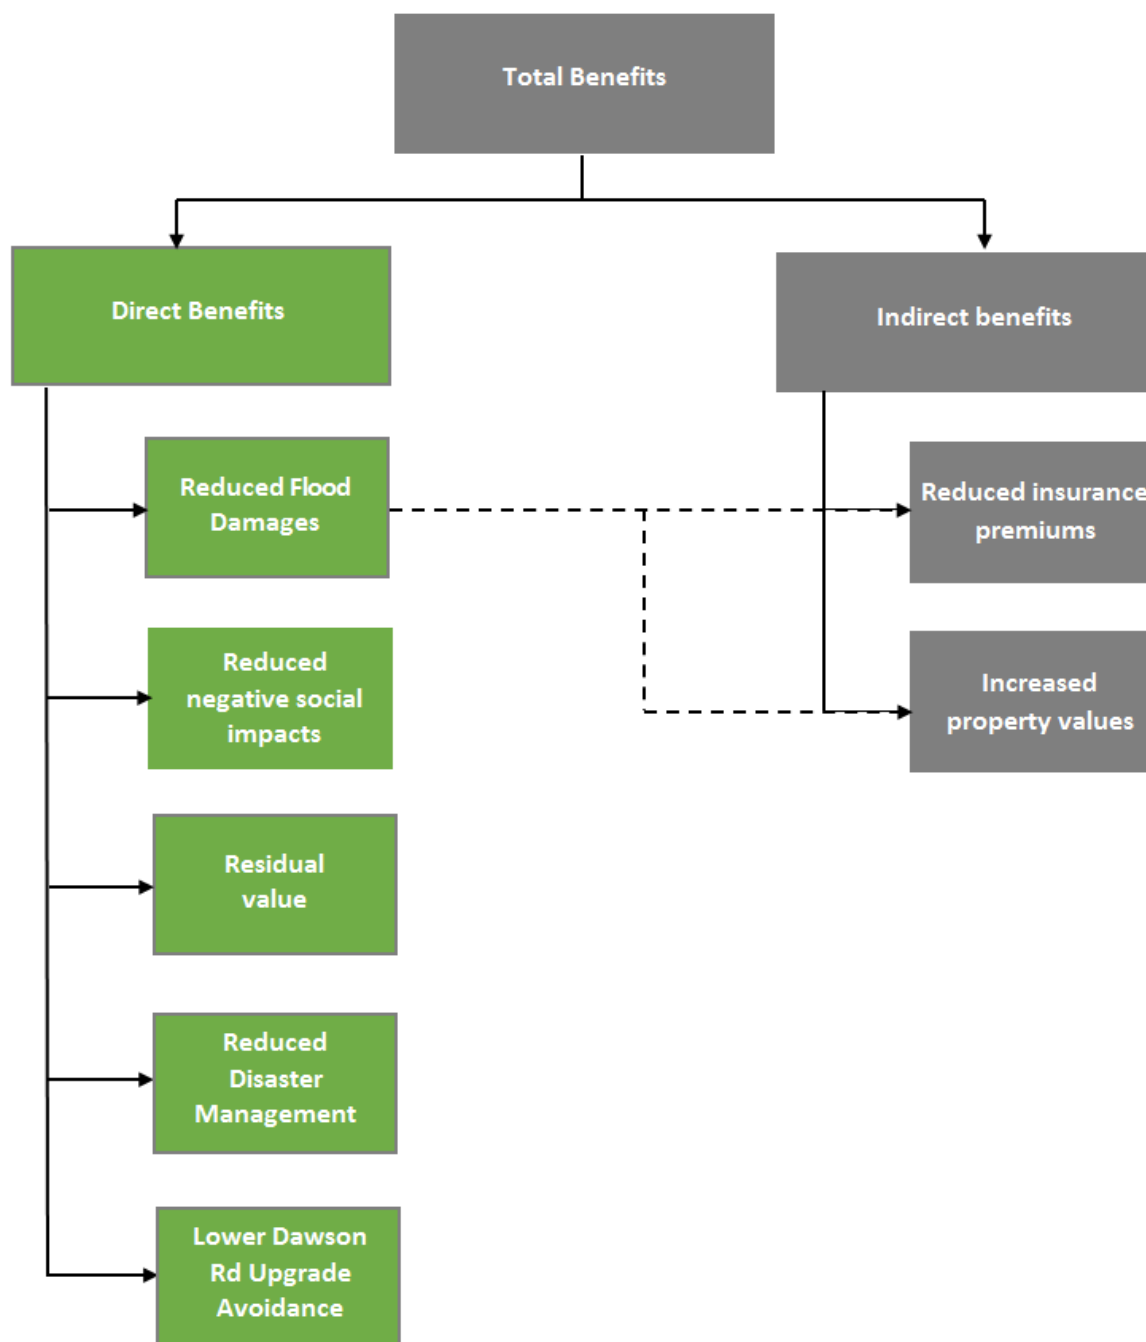 Total Benefits
Direct Benefits
Indirect benefits
Reduced Flood
Damages
Reduced insurance
premiums
Reduced
negative social
impacts
Increased
property values
Residual
value
Reduced
Disaster
Management
Lower Dawson
Rd Upgrade
Avoidance